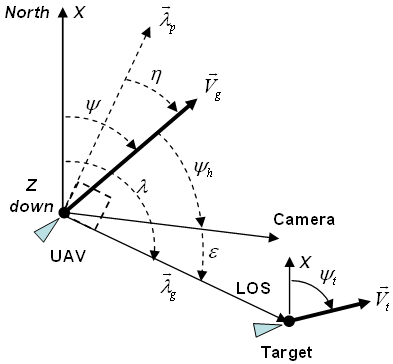 North X
λ⃗p
η
V⃗g
ψ
ψh
Z
down
λ
Camera
UAV
ε
λ⃗g
LOS
X
ψt
V⃗t
Target